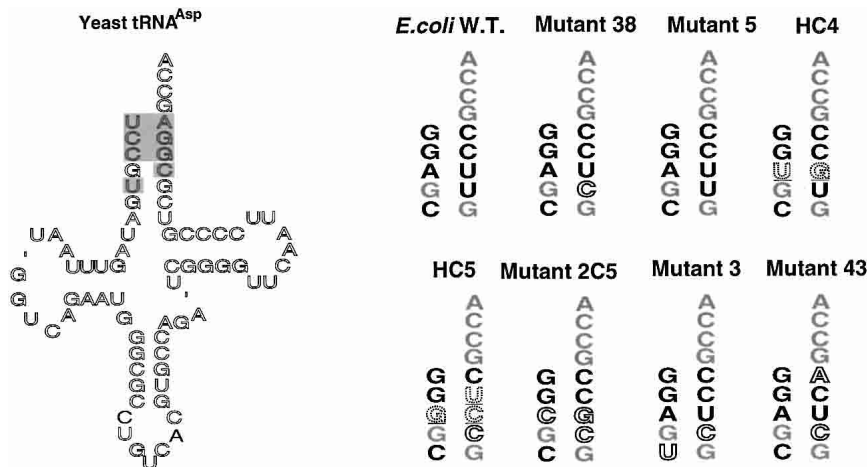 Yeast tRNA^Asp
A
C
C
G
U A
C G
C G
G C
U G
G C
A U G C C C C U U
U A A A
U A A C
- A U U U G C U G G G G U U
G U
G G A A U -
U A G A G A
C G C
G C
G C
C G
G U
C G
C C
U A
G U C
E.coli W.T. Mutant 38 Mutant 5 HC4
A A A A
C C C C
C C C C
G G G G
G C G C G C G C
G C G C G C G C
A U A U A U U G
G U G C G U G U
C G C G C G C G
HC5 Mutant 2C5 Mutant 3 Mutant 43
A A A A
C C C C
C C C C
G G G G
G C G C G C G A
G U G C G C G C
G C C G A U A U
G C G C G C G C
C G C G U G C G